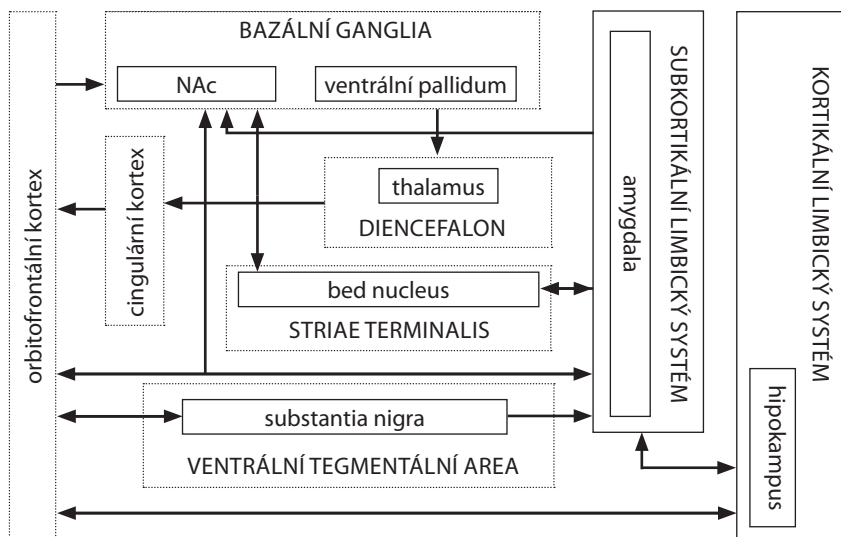 BAZÁLNÍ GANGLIA
NAc
ventrální pallidum
orbitofrontální kortex
cingulární kortex
thalamus
DIENCEFALON
bed nucleus
STRIAE TERMINALIS
substantia nigra
VENTRÁLNÍ TEGMENTÁLNÍ AREA
amygdala
SUBKORTIKÁLNÍ LIMBICKÝ SYSTÉM
hipokampus
KORTIKÁLNÍ LIMBICKÝ SYSTÉM